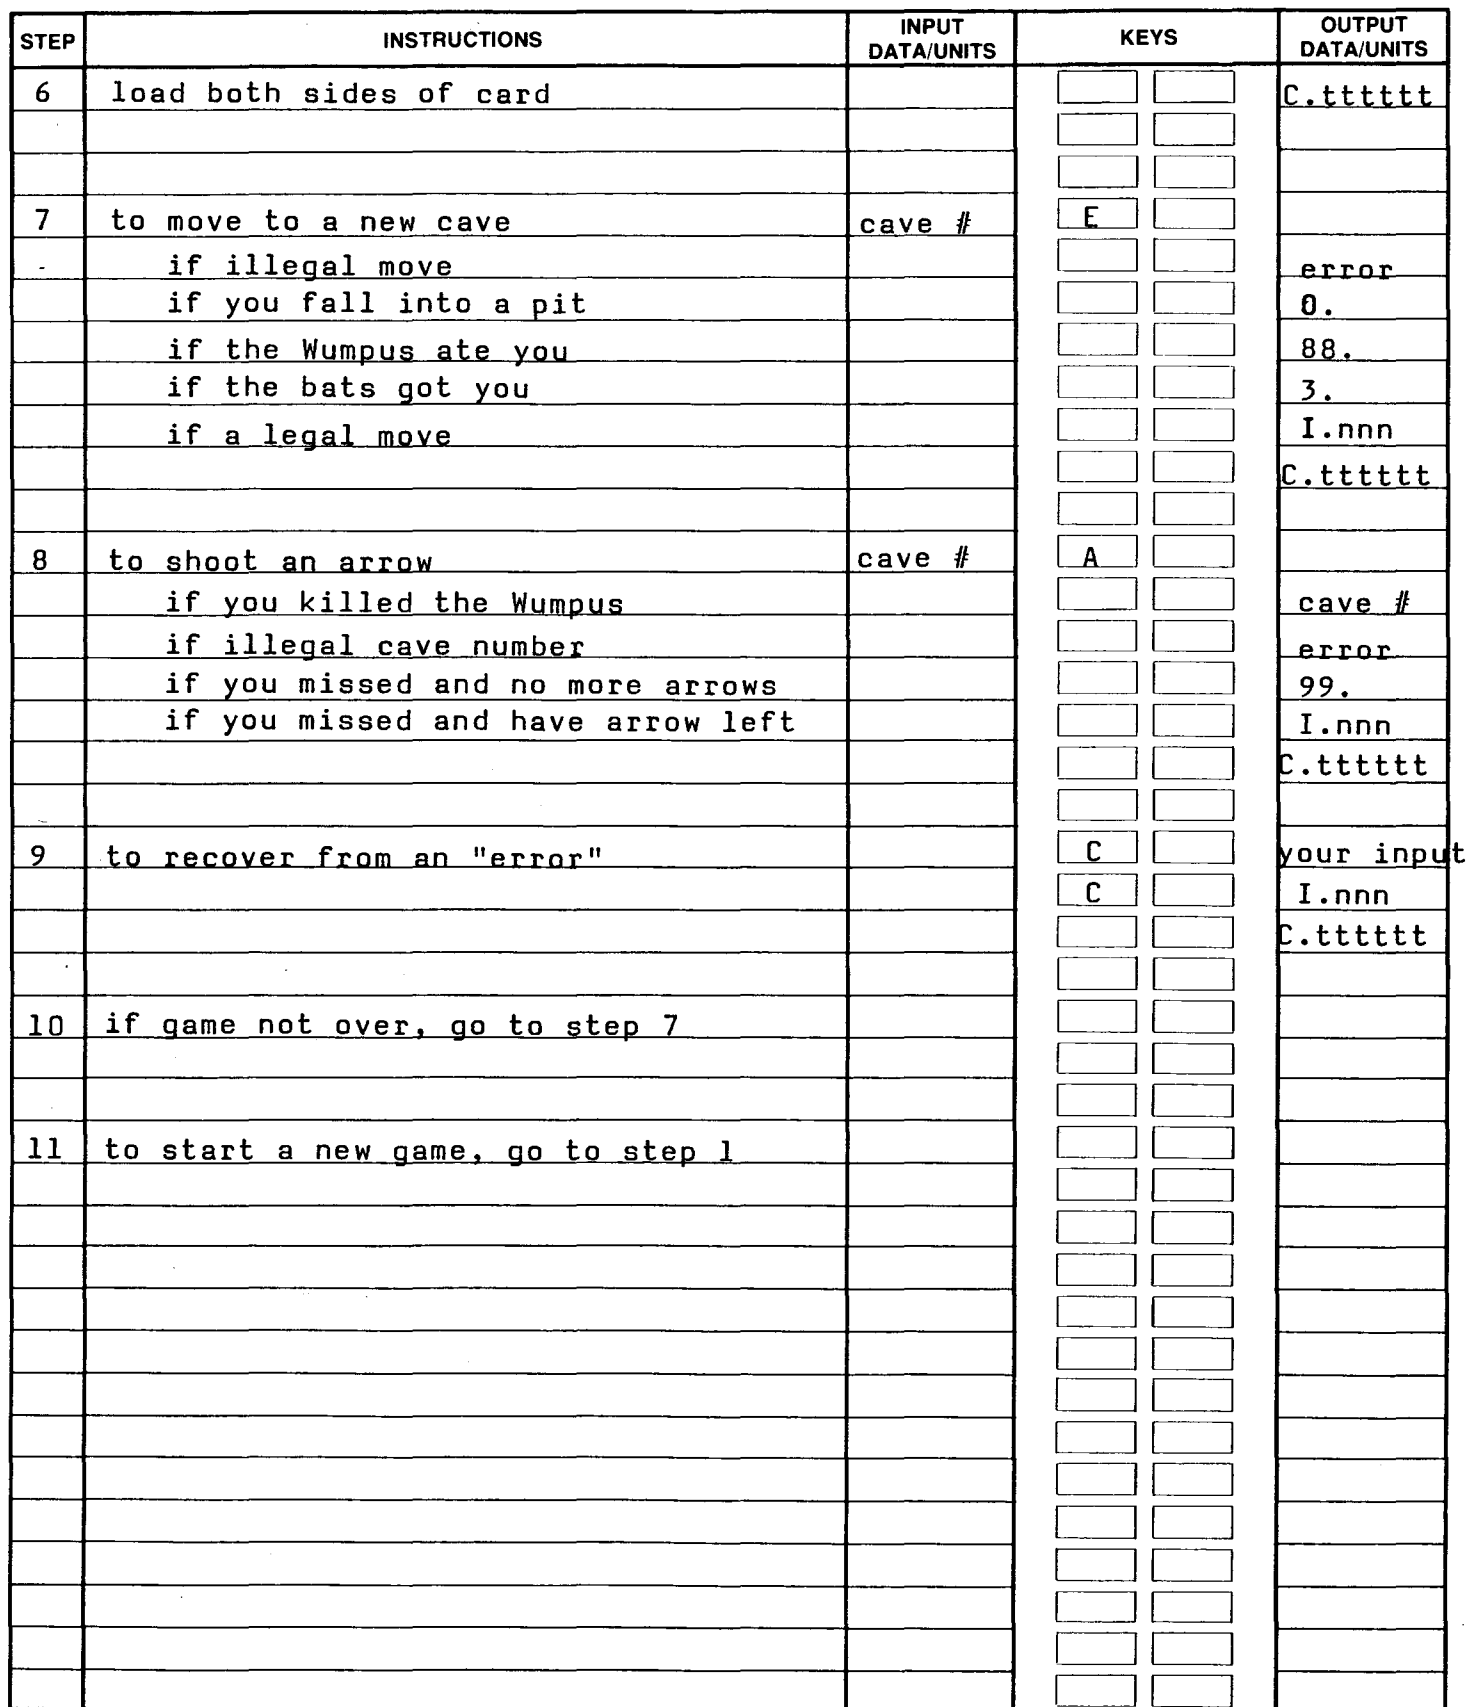 STEP INSTRUCTIONS INPUT DATA/UNITS KEYS OUTPUT DATA/UNITS
6 load both sides of card C.tttttt
7 to move to a new cave cave # E
if illegal move error
if you fall into a pit 0.
if the Wumpus ate you 88.
if the bats got you 3.
if a legal move I.nnn
C.tttttt
8 to shoot an arrow cave # A
if you killed the Wumpus cave #
if illegal cave number error
if you missed and no more arrows 99.
if you missed and have arrow left I.nnn
C.tttttt
9 to recover from an "error" C your input
C I.nnn
C.tttttt
10 if game not over, go to step 7
11 to start a new game, go to step 1